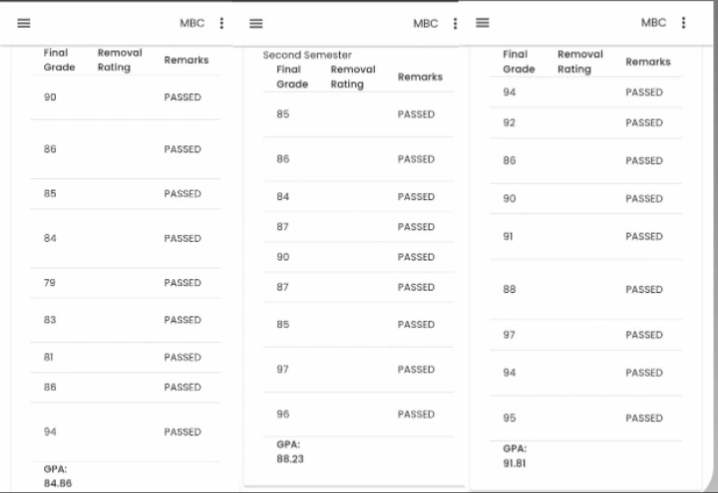 MBC
Final Removal Remarks
Grade Rating
90 PASSED
86 PASSED
85 PASSED
84 PASSED
79 PASSED
83 PASSED
81 PASSED
86 PASSED
94 PASSED
GPA:
84.86
MBC
Second Semester
Final Removal Remarks
Grade Rating
85 PASSED
86 PASSED
84 PASSED
87 PASSED
90 PASSED
87 PASSED
85 PASSED
97 PASSED
96 PASSED
GPA:
88.23
MBC
Final Removal Remarks
Grade Rating
94 PASSED
92 PASSED
86 PASSED
90 PASSED
91 PASSED
88 PASSED
97 PASSED
94 PASSED
95 PASSED
GPA:
91.81